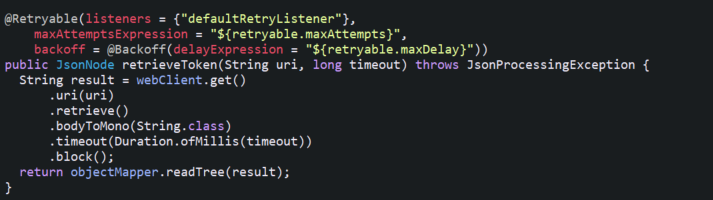 @Retryable(listeners = {"defaultRetryListener"},
    maxAttemptsExpression = "${retryable.maxAttempts}",
    backoff = @Backoff(delayExpression = "${retryable.maxDelay}"))
public JsonNode retrieveToken(String uri, long timeout) throws JsonProcessingException {
  String result = webClient.get()
      .uri(uri)
      .retrieve()
      .bodyToMono(String.class)
      .timeout(Duration.ofMillis(timeout))
      .block();
  return objectMapper.readTree(result);
}